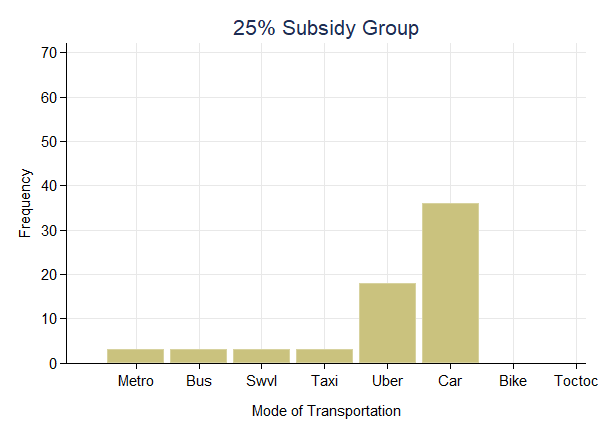 25% Subsidy Group
70
60
50
40
30
20
10
0
Frequency
Metro Bus Swvl Taxi Uber Car Bike Toctoc
Mode of Transportation